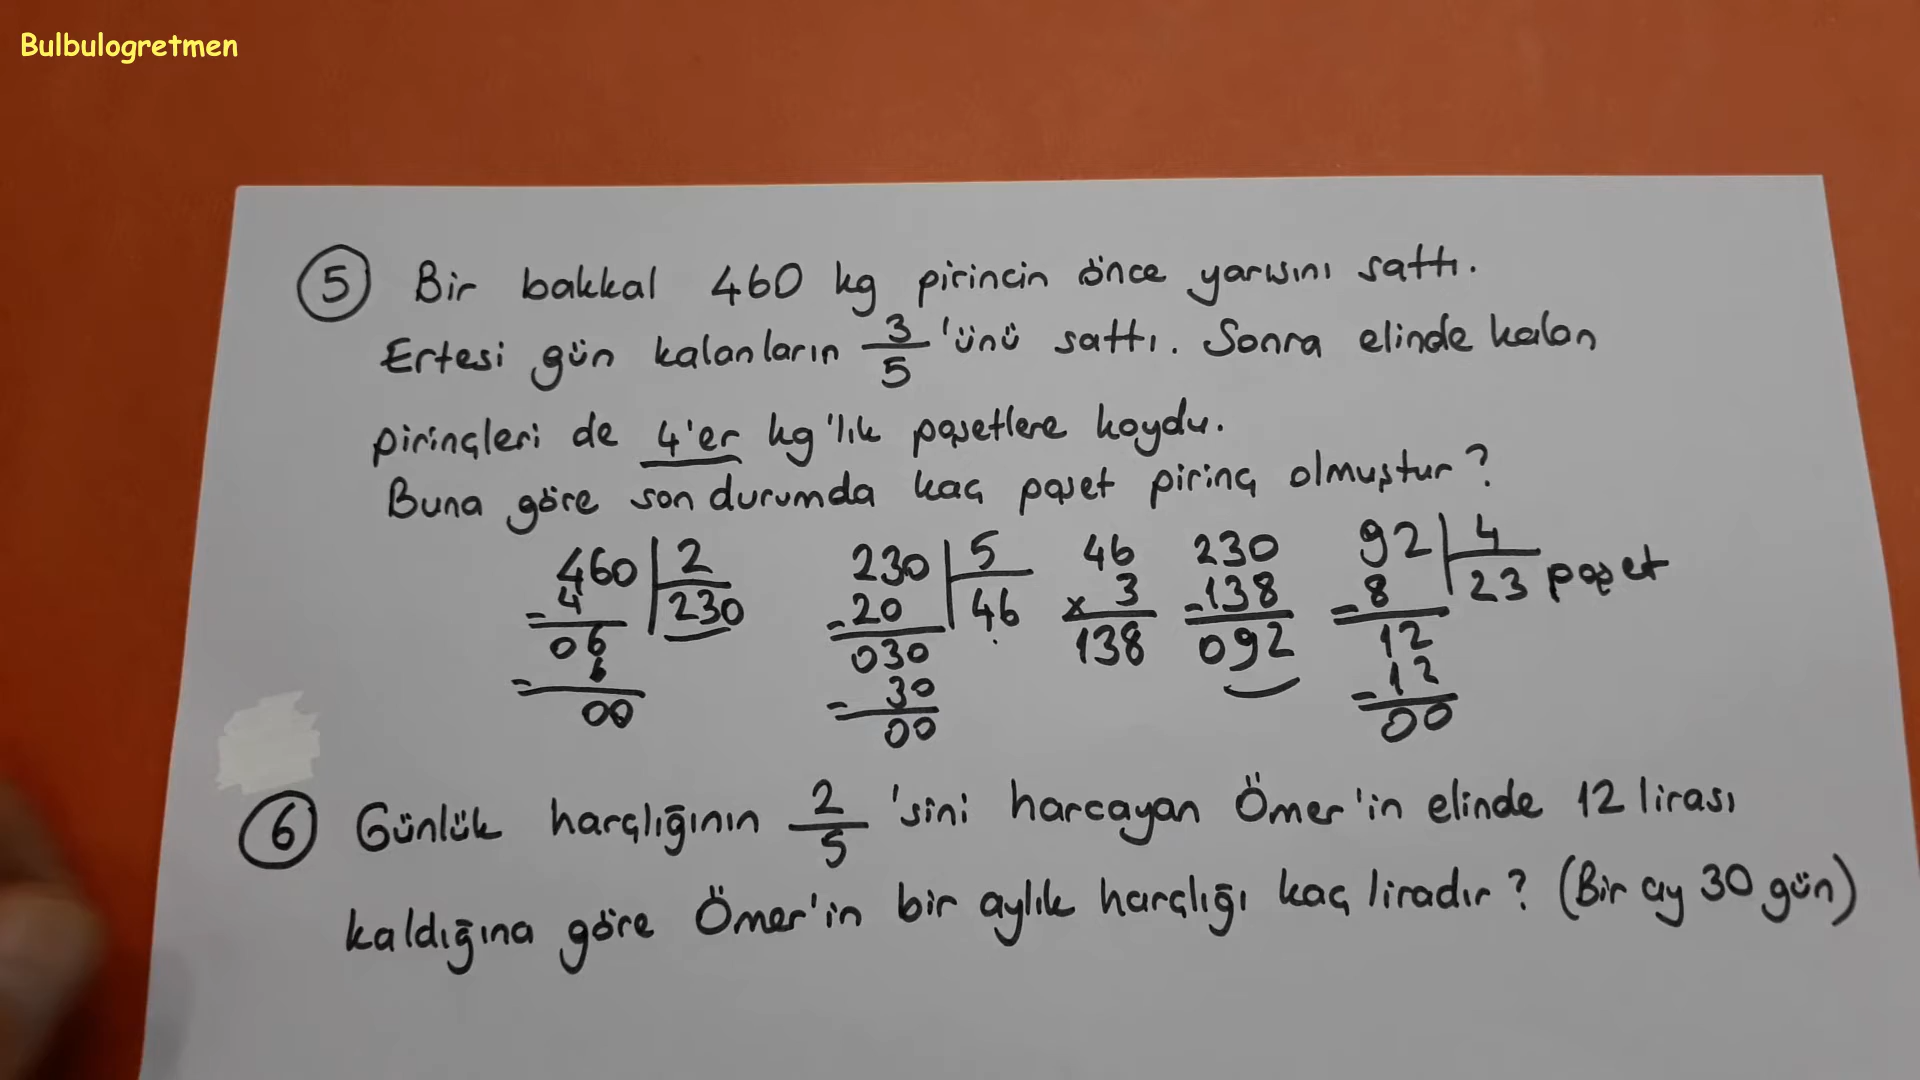 Bulbulogretmen
5 Bir bakkal 460 kg pirincin önce yarısını sattı.
Ertesi gün kalanların 3/5 'ünü sattı. Sonra elinde kalan
pirinçleri de 4'er kg'lık poşetlere koydu.
Buna göre son durumda kaç poşet pirinç olmuştur?
460 2 230 5 46 230 92 4
- 4 230 - 20 46 x 3 - 138 - 8 23 poşet
06 030 138 092 12
- 6 - 30 - 12
00 00 00
6 Günlük harçlığının 2/5 'sini harcayan Ömer'in elinde 12 lirası
kaldığına göre Ömer'in bir aylık harçlığı kaç liradır? (Bir ay 30 gün)